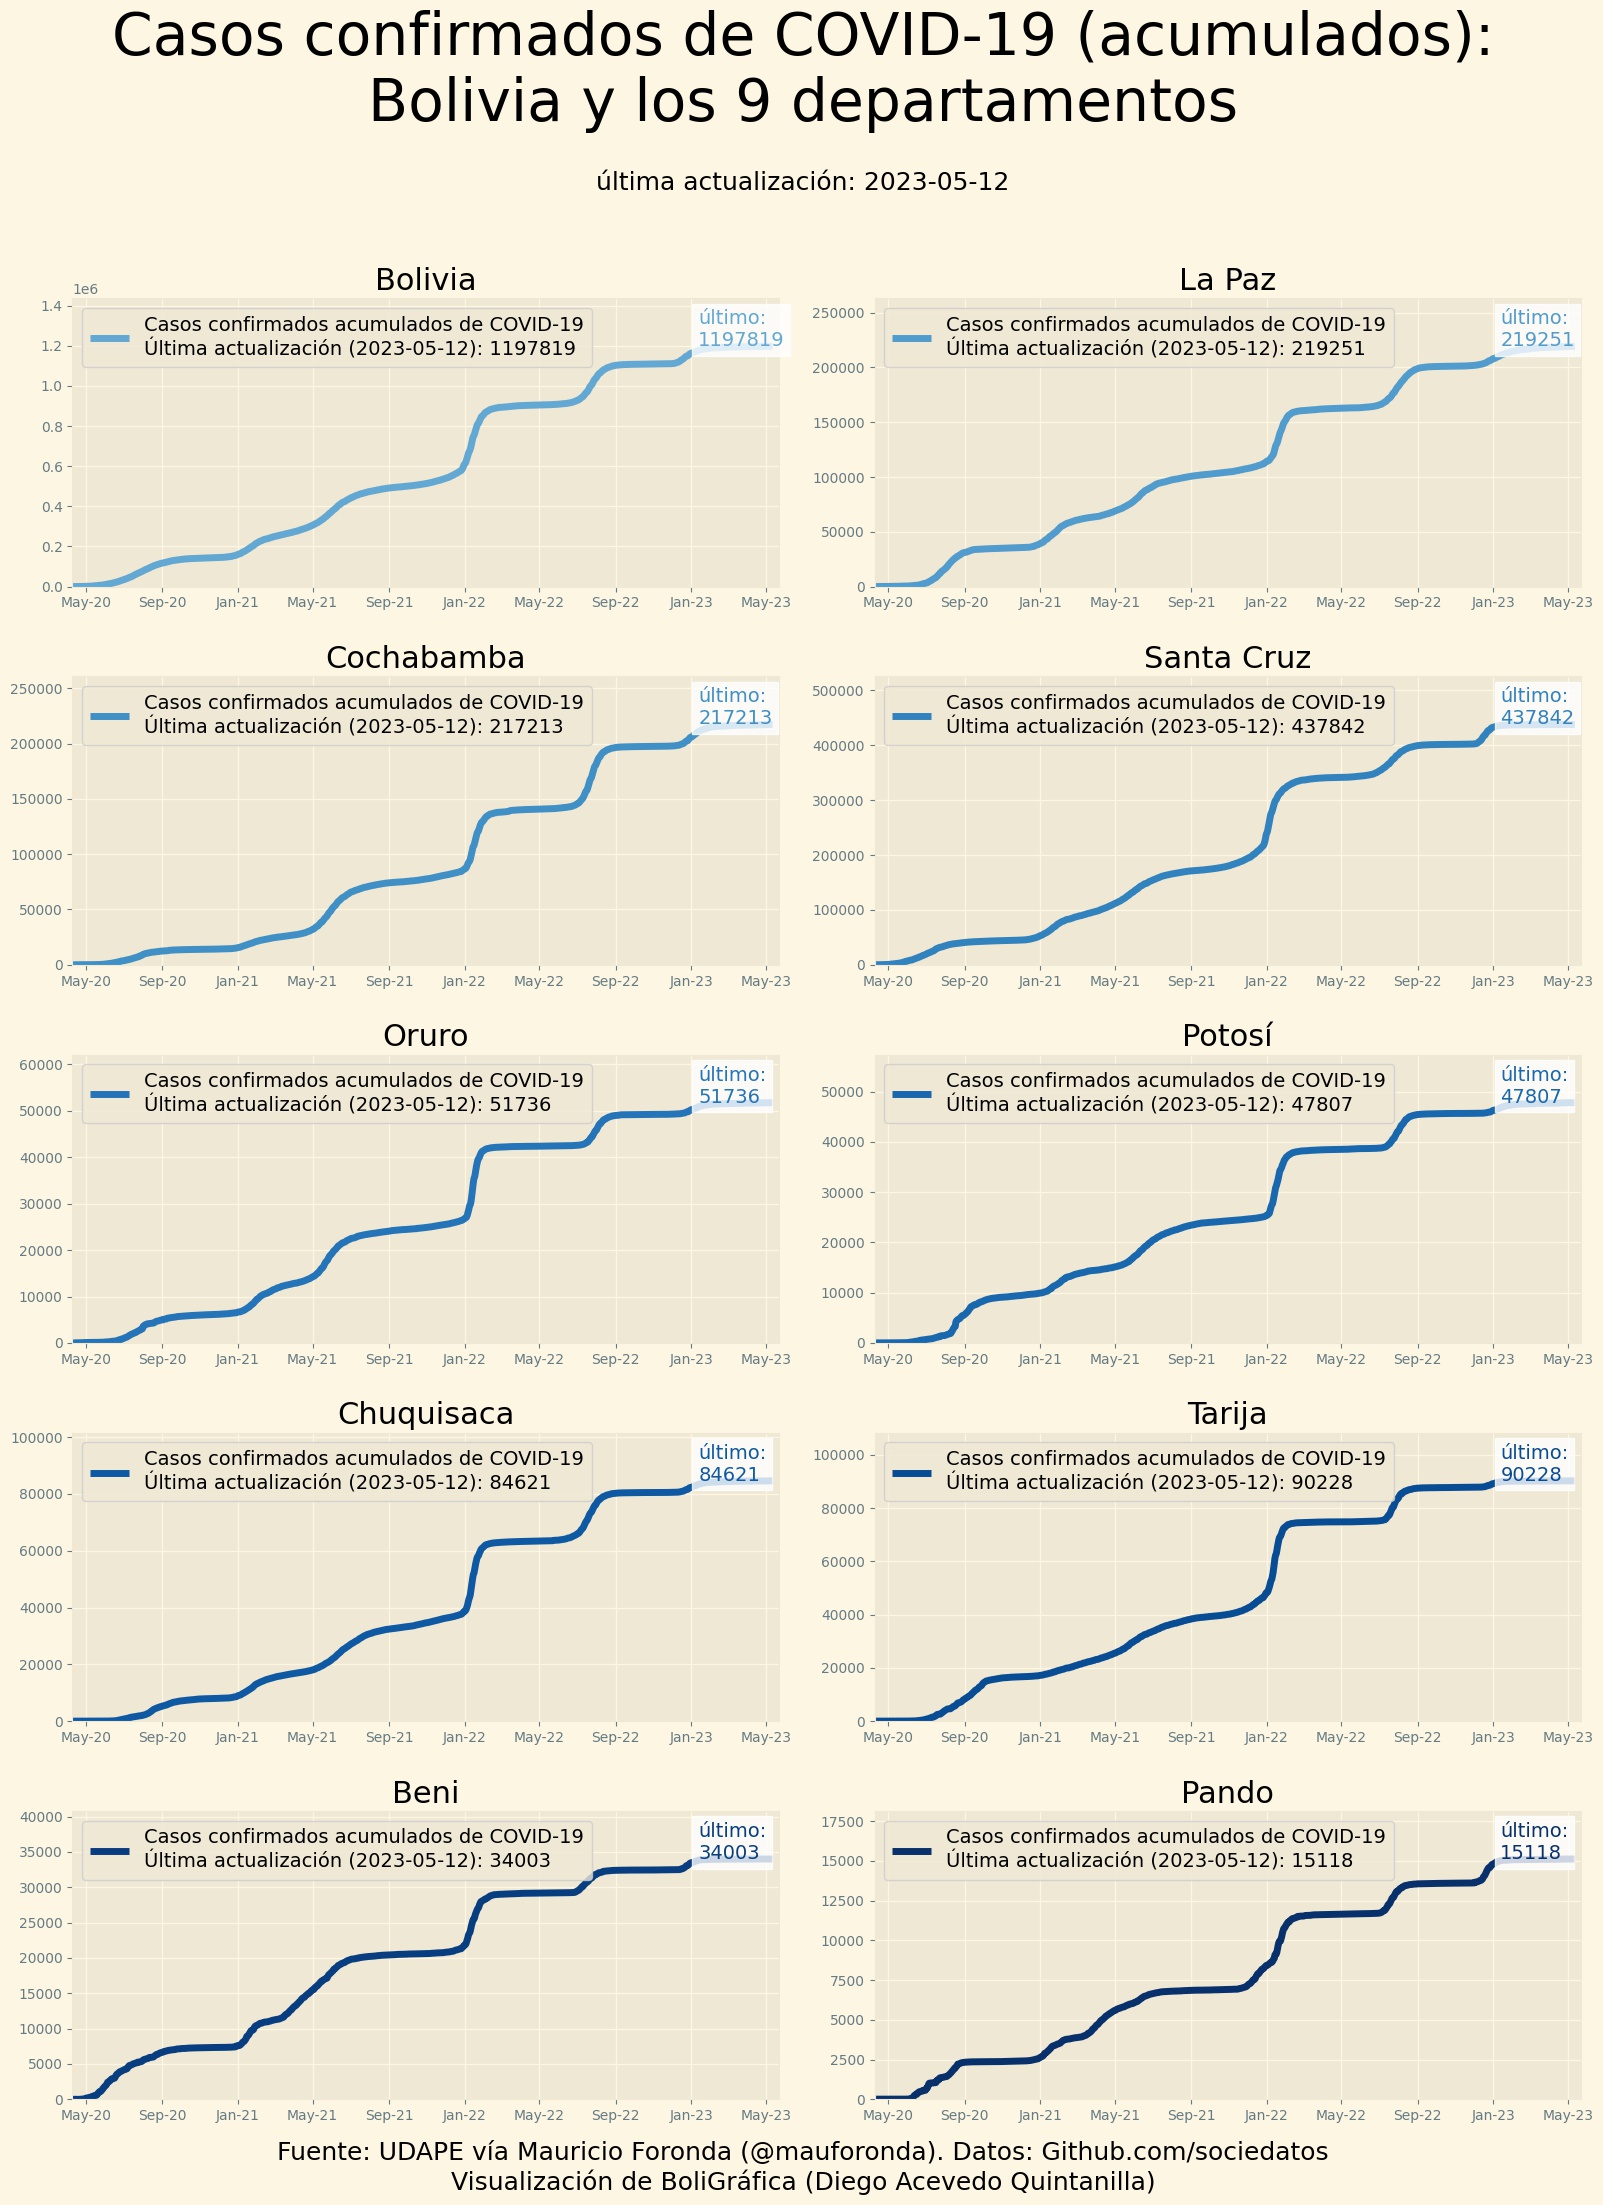 Casos confirmados de COVID-19 (acumulados):
Bolivia y los 9 departamentos
última actualización: 2023-05-12
Bolivia
1e6
1.4
1.2
1.0
0.8
0.6
0.4
0.2
0.0
Casos confirmados acumulados de COVID-19
Última actualización (2023-05-12): 1197819
último:
1197819
May-20 Sep-20 Jan-21 May-21 Sep-21 Jan-22 May-22 Sep-22 Jan-23 May-23
La Paz
250000
200000
150000
100000
50000
0
Casos confirmados acumulados de COVID-19
Última actualización (2023-05-12): 219251
último:
219251
May-20 Sep-20 Jan-21 May-21 Sep-21 Jan-22 May-22 Sep-22 Jan-23 May-23
Cochabamba
250000
200000
150000
100000
50000
0
Casos confirmados acumulados de COVID-19
Última actualización (2023-05-12): 217213
último:
217213
May-20 Sep-20 Jan-21 May-21 Sep-21 Jan-22 May-22 Sep-22 Jan-23 May-23
Santa Cruz
500000
400000
300000
200000
100000
0
Casos confirmados acumulados de COVID-19
Última actualización (2023-05-12): 437842
último:
437842
May-20 Sep-20 Jan-21 May-21 Sep-21 Jan-22 May-22 Sep-22 Jan-23 May-23
Oruro
60000
50000
40000
30000
20000
10000
0
Casos confirmados acumulados de COVID-19
Última actualización (2023-05-12): 51736
último:
51736
May-20 Sep-20 Jan-21 May-21 Sep-21 Jan-22 May-22 Sep-22 Jan-23 May-23
Potosí
50000
40000
30000
20000
10000
0
Casos confirmados acumulados de COVID-19
Última actualización (2023-05-12): 47807
último:
47807
May-20 Sep-20 Jan-21 May-21 Sep-21 Jan-22 May-22 Sep-22 Jan-23 May-23
Chuquisaca
100000
80000
60000
40000
20000
0
Casos confirmados acumulados de COVID-19
Última actualización (2023-05-12): 84621
último:
84621
May-20 Sep-20 Jan-21 May-21 Sep-21 Jan-22 May-22 Sep-22 Jan-23 May-23
Tarija
100000
80000
60000
40000
20000
0
Casos confirmados acumulados de COVID-19
Última actualización (2023-05-12): 90228
último:
90228
May-20 Sep-20 Jan-21 May-21 Sep-21 Jan-22 May-22 Sep-22 Jan-23 May-23
Beni
40000
35000
30000
25000
20000
15000
10000
5000
0
Casos confirmados acumulados de COVID-19
Última actualización (2023-05-12): 34003
último:
34003
May-20 Sep-20 Jan-21 May-21 Sep-21 Jan-22 May-22 Sep-22 Jan-23 May-23
Pando
17500
15000
12500
10000
7500
5000
2500
0
Casos confirmados acumulados de COVID-19
Última actualización (2023-05-12): 15118
último:
15118
May-20 Sep-20 Jan-21 May-21 Sep-21 Jan-22 May-22 Sep-22 Jan-23 May-23
Fuente: UDAPE vía Mauricio Foronda (@mauforonda). Datos: Github.com/sociedatos
Visualización de BoliGráfica (Diego Acevedo Quintanilla)